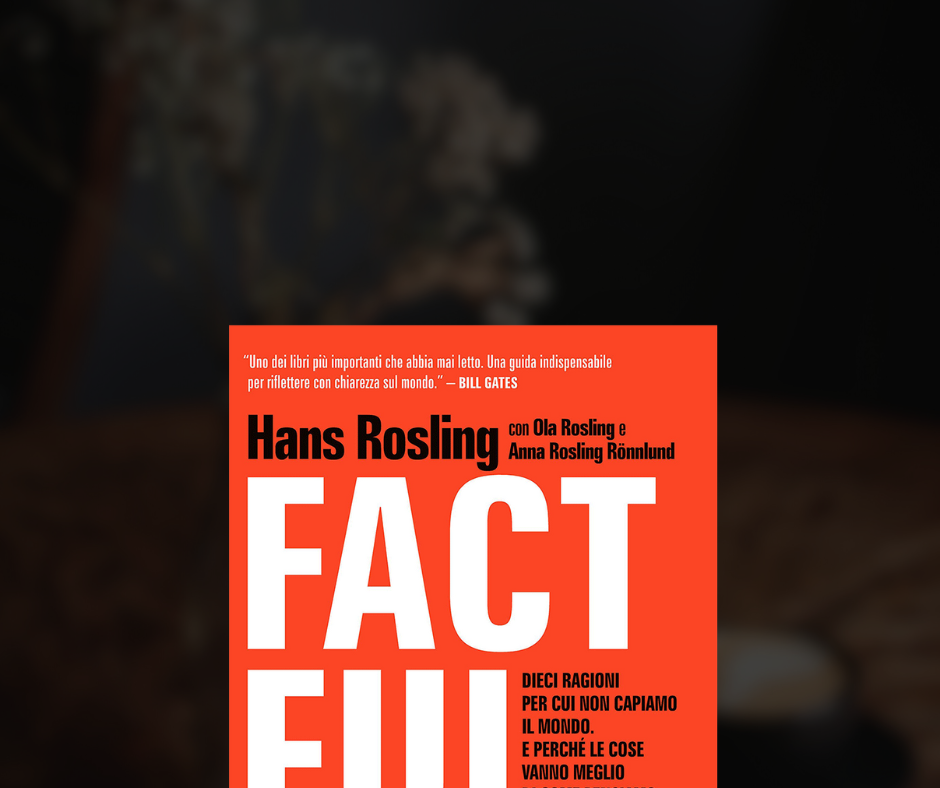 “Uno dei libri più importanti che abbia mai letto. Una guida indispensabile
per riflettere con chiarezza sul mondo.” – BILL GATES
Hans Rosling
con Ola Rosling e
Anna Rosling Rönnlund
FACT
DIECI RAGIONI
PER CUI NON CAPIAMO
IL MONDO.
E PERCHÉ LE COSE
VANNO MEGLIO